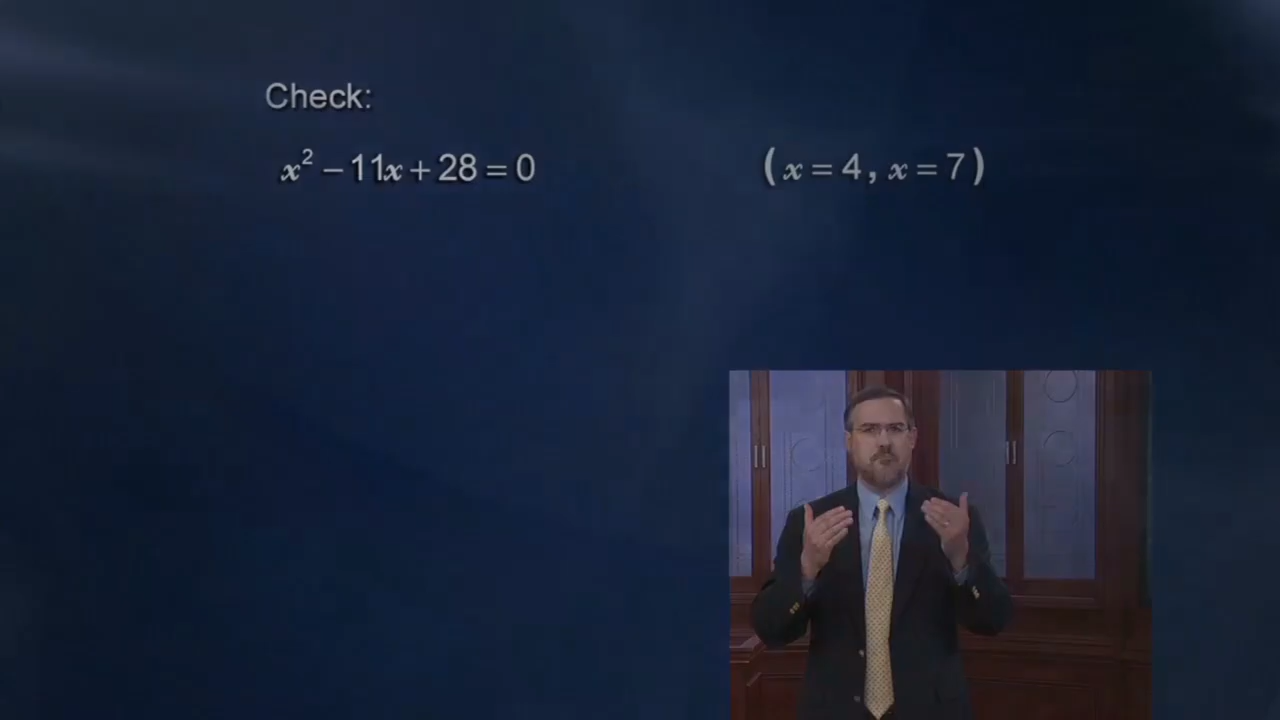 Check:
x² − 11x + 28 = 0
(x = 4, x = 7)